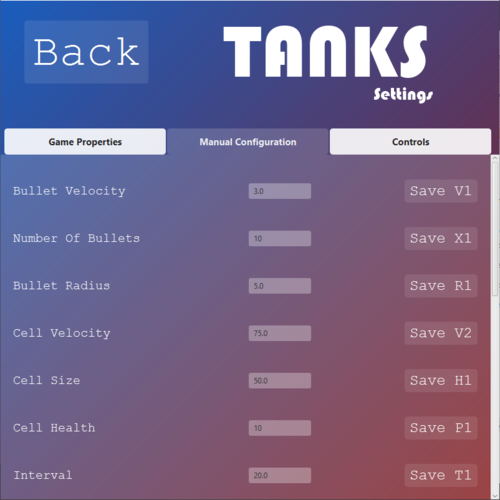 Back
TANKS
Settings
Game Properties
Manual Configuration
Controls
Bullet Velocity 3.0 Save V1
Number Of Bullets 10 Save X1
Bullet Radius 5.0 Save R1
Cell Velocity 75.0 Save V2
Cell Size 50.0 Save H1
Cell Health 10 Save P1
Interval 20.0 Save T1